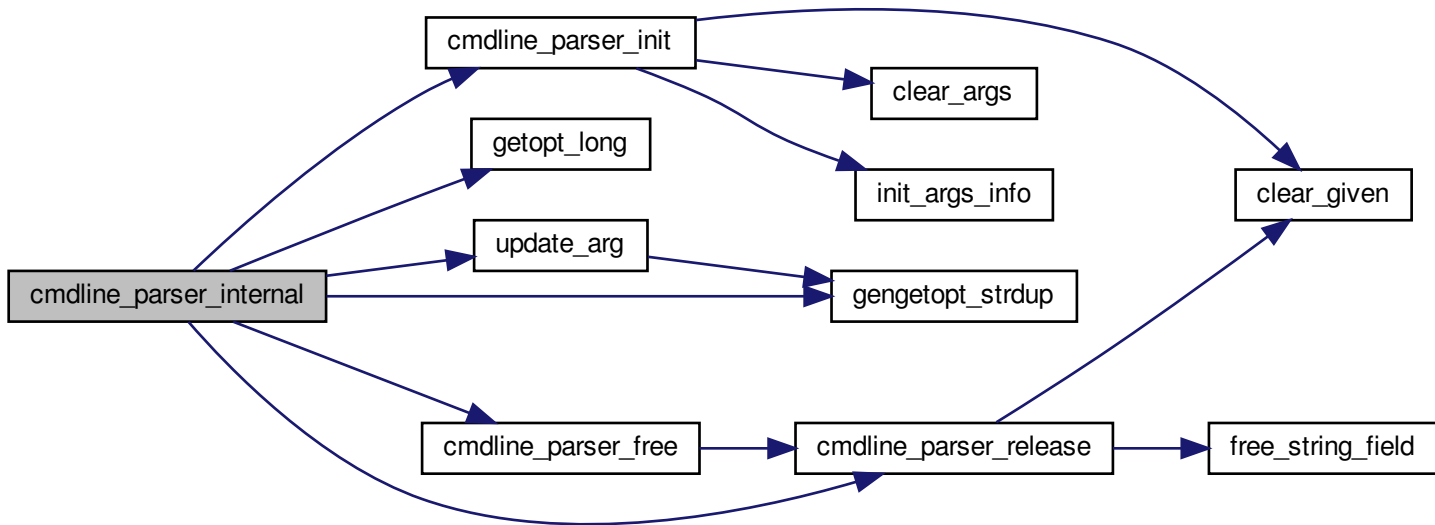 cmdline_parser_init
clear_args
getopt_long
init_args_info
clear_given
update_arg
cmdline_parser_internal
gengetopt_strdup
cmdline_parser_free
cmdline_parser_release
free_string_field